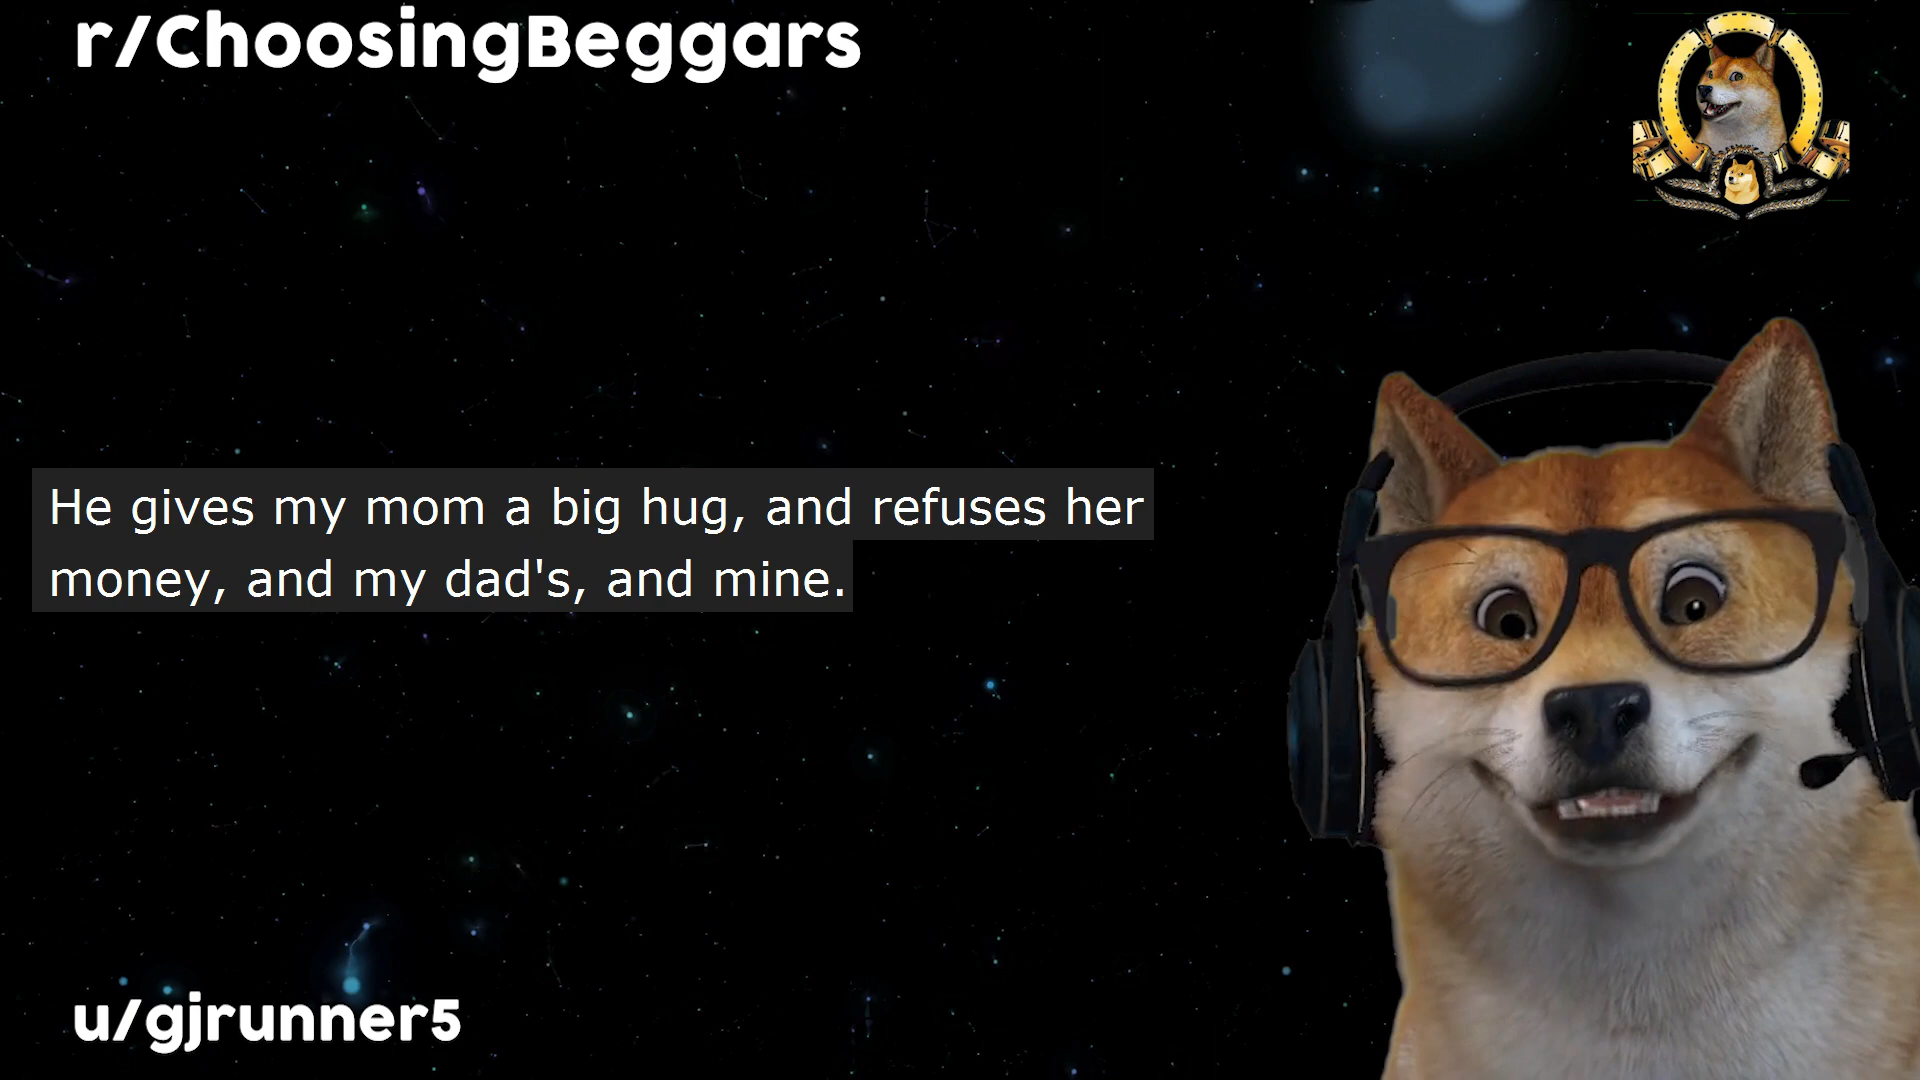 r/ChoosingBeggars
He gives my mom a big hug, and refuses her
money, and my dad's, and mine.
u/gjrunner5